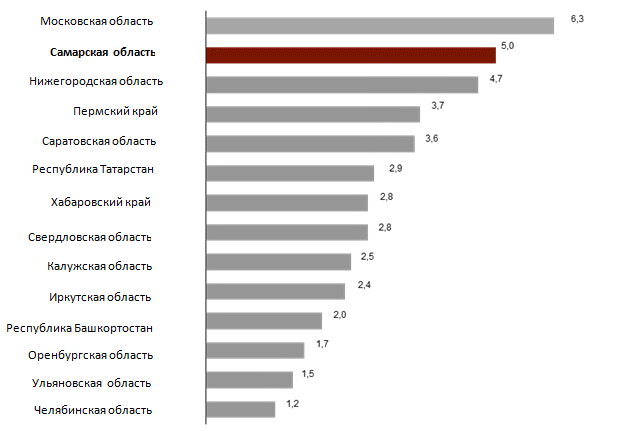 Московская область 6,3
Самарская область 5,0
Нижегородская область 4,7
Пермский край 3,7
Саратовская область 3,6
Республика Татарстан 2,9
Хабаровский край 2,8
Свердловская область 2,8
Калужская область 2,5
Иркутская область 2,4
Республика Башкортостан 2,0
Оренбургская область 1,7
Ульяновская область 1,5
Челябинская область 1,2